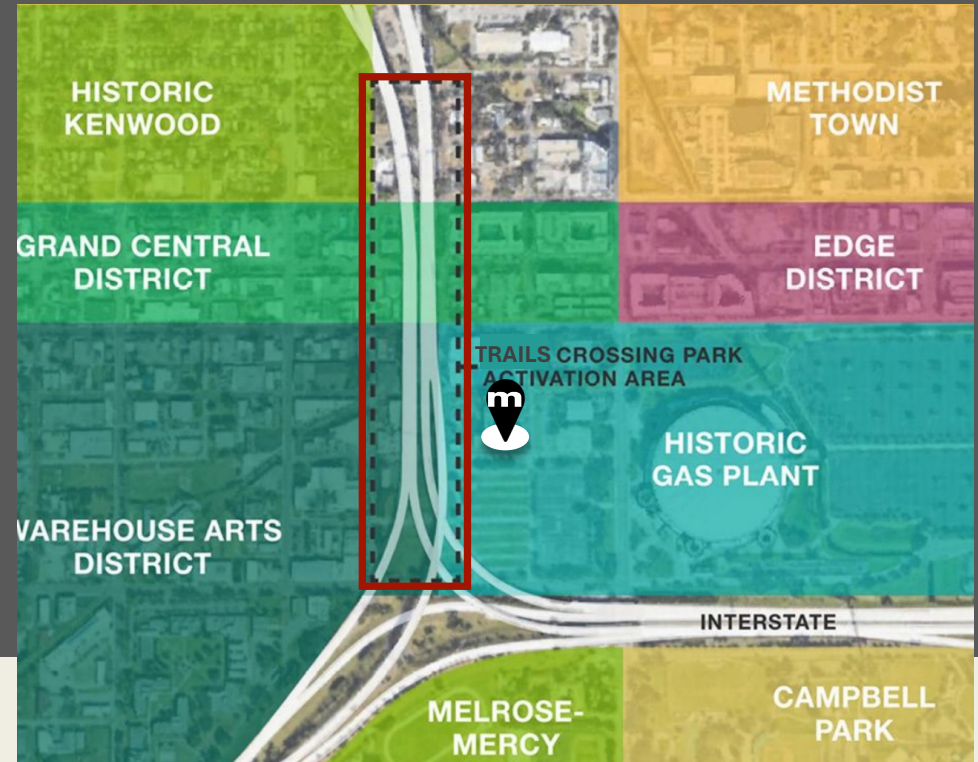 HISTORIC
KENWOOD
METHODIST
TOWN
GRAND CENTRAL
DISTRICT
EDGE
DISTRICT
TRAILS CROSSING PARK
ACTIVATION AREA
m
HISTORIC
GAS PLANT
WAREHOUSE ARTS
DISTRICT
INTERSTATE
MELROSE-
MERCY
CAMPBELL
PARK